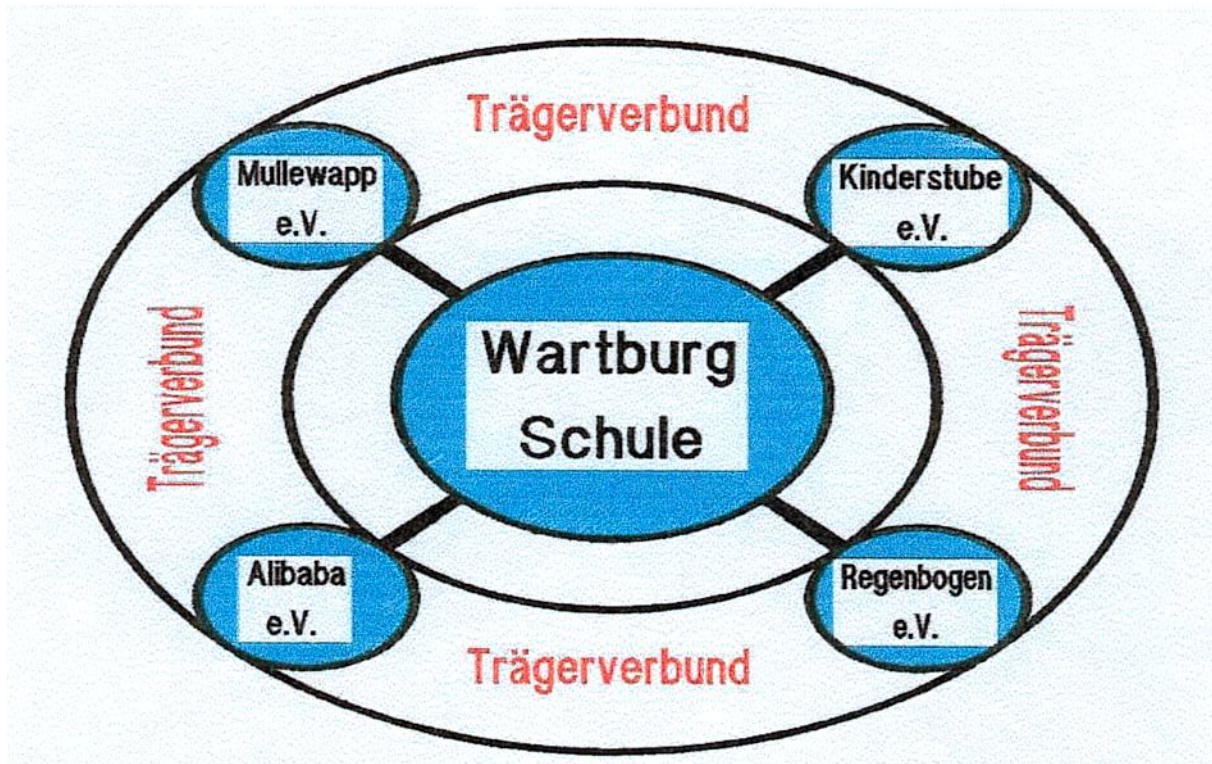 Trägerverbund
Mullewapp
e.V.
Kinderstube
e.V.
Trägerverbund
Wartburg
Schule
Trägerverbund
Alibaba
e.V.
Regenbogen
e.V.
Trägerverbund